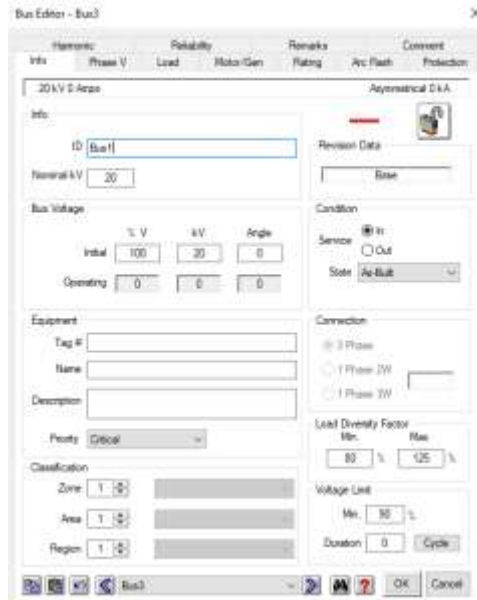 Bus Editor - Bus3
Harmonic Reliability Remarks Comment
Info Phase V Load Motor/Gen Rating Arc Flash Protection
20 kV 0 Amps Asymmetrical 0 kA
Info
ID Bus1
Nominal kV 20
Revision Data
Base
Bus Voltage
% V kV Angle
Initial 100 20 0
Operating 0 0 0
Condition
Service In
Out
State As-Built
Equipment
Tag #
Name
Description
Priority Critical
Connection
3 Phase
1 Phase 2W
1 Phase 3W
Load Diversity Factor
Min. Max
80 % 125 %
Classification
Zone 1
Area 1
Region 1
Voltage Limit
Min. 90 %
Duration 0 Cycle
Bus3
OK Cancel